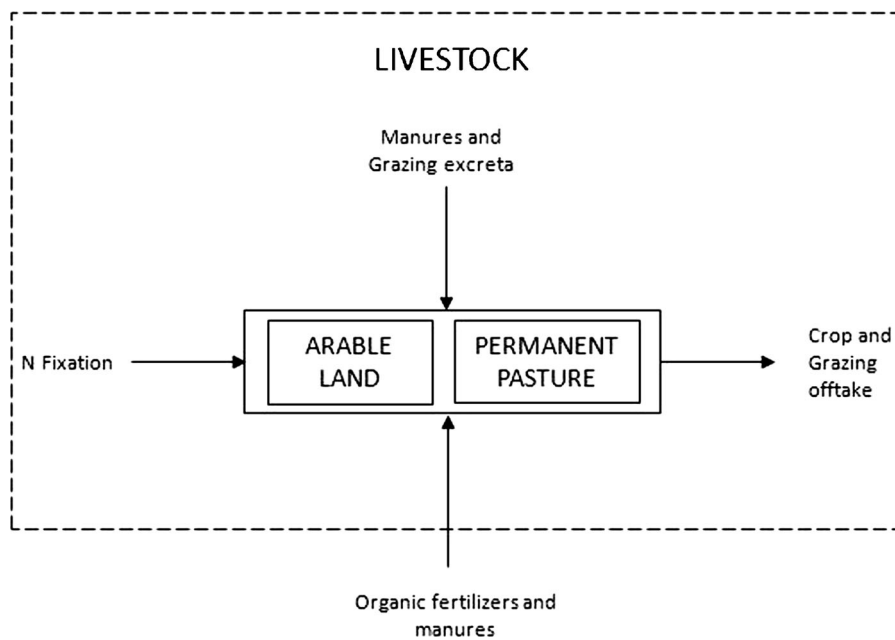 LIVESTOCK
Manures and
Grazing excreta
N Fixation
ARABLE
LAND
PERMANENT
PASTURE
Crop and
Grazing
offtake
Organic fertilizers and
manures